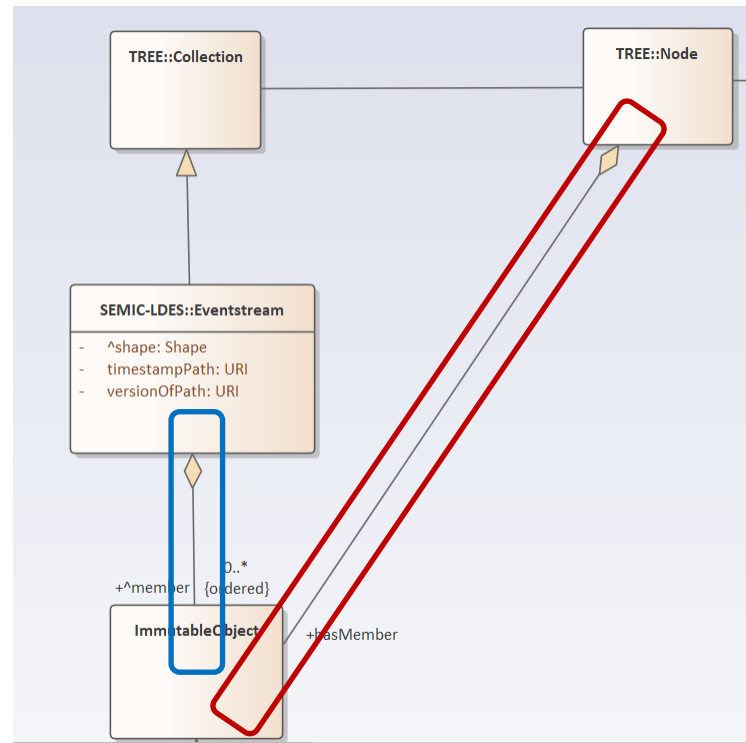 TREE::Collection
TREE::Node
SEMIC-LDES::Eventstream
- ^shape: Shape
- timestampPath: URI
- versionOfPath: URI
0..*
+^member {ordered}
ImmutableObject
+hasMember